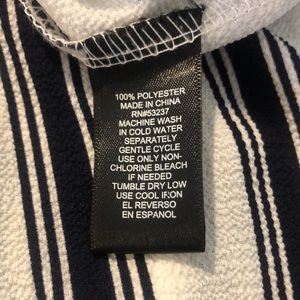 100% POLYESTER
MADE IN CHINA
RN#53237
MACHINE WASH
IN COLD WATER
SEPARATELY
GENTLE CYCLE
USE ONLY NON-
CHLORINE BLEACH
IF NEEDED
TUMBLE DRY LOW
USE COOL IRON
EL REVERSO
EN ESPANOL